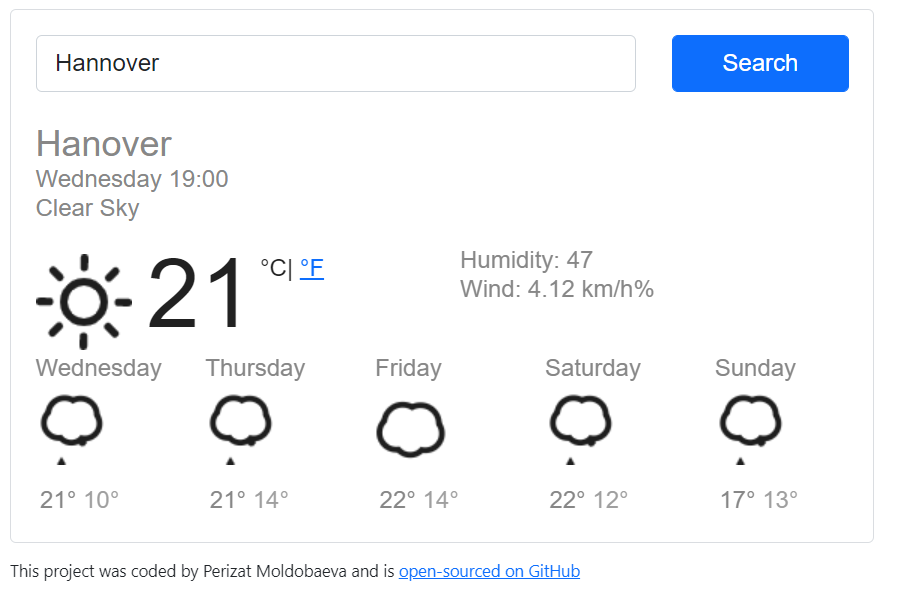 Hannover
Search
Hanover
Wednesday 19:00
Clear Sky
21 °C| °F
Humidity: 47
Wind: 4.12 km/h%
Wednesday Thursday Friday Saturday Sunday
21° 10° 21° 14° 22° 14° 22° 12° 17° 13°
This project was coded by Perizat Moldobaeva and is open-sourced on GitHub